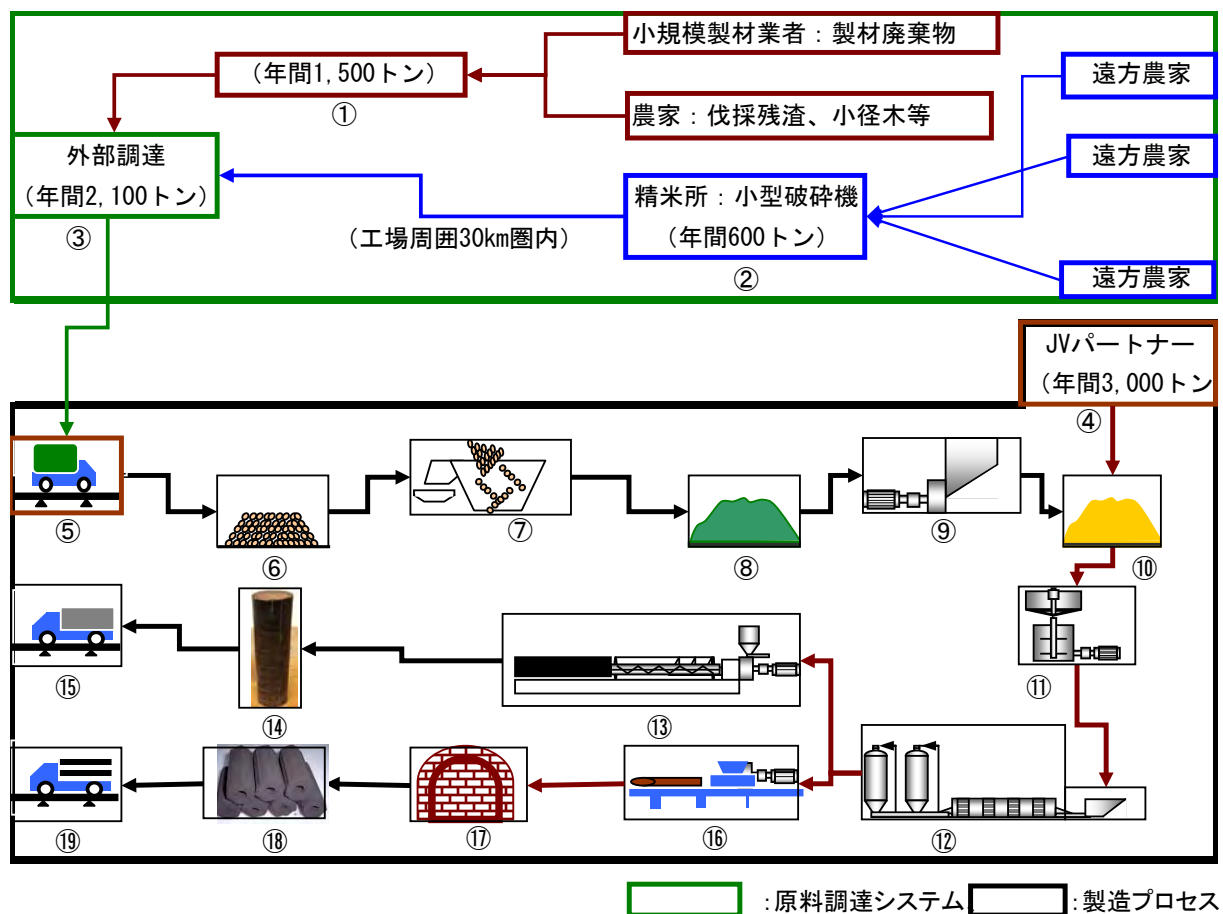 小規模製材業者：製材廃棄物
（年間1,500トン）
①
農家：伐採残渣、小径木等
遠方農家
外部調達
（年間2,100トン）
③
遠方農家
精米所：小型破砕機
（年間600トン）
②
（工場周囲30km圏内）
遠方農家
JVパートナー
（年間3,000トン
④
⑤
⑥
⑦
⑧
⑨
⑩
⑪
⑮
⑭
⑬
⑲
⑱
⑰
⑯
⑫
：原料調達システム
：製造プロセス